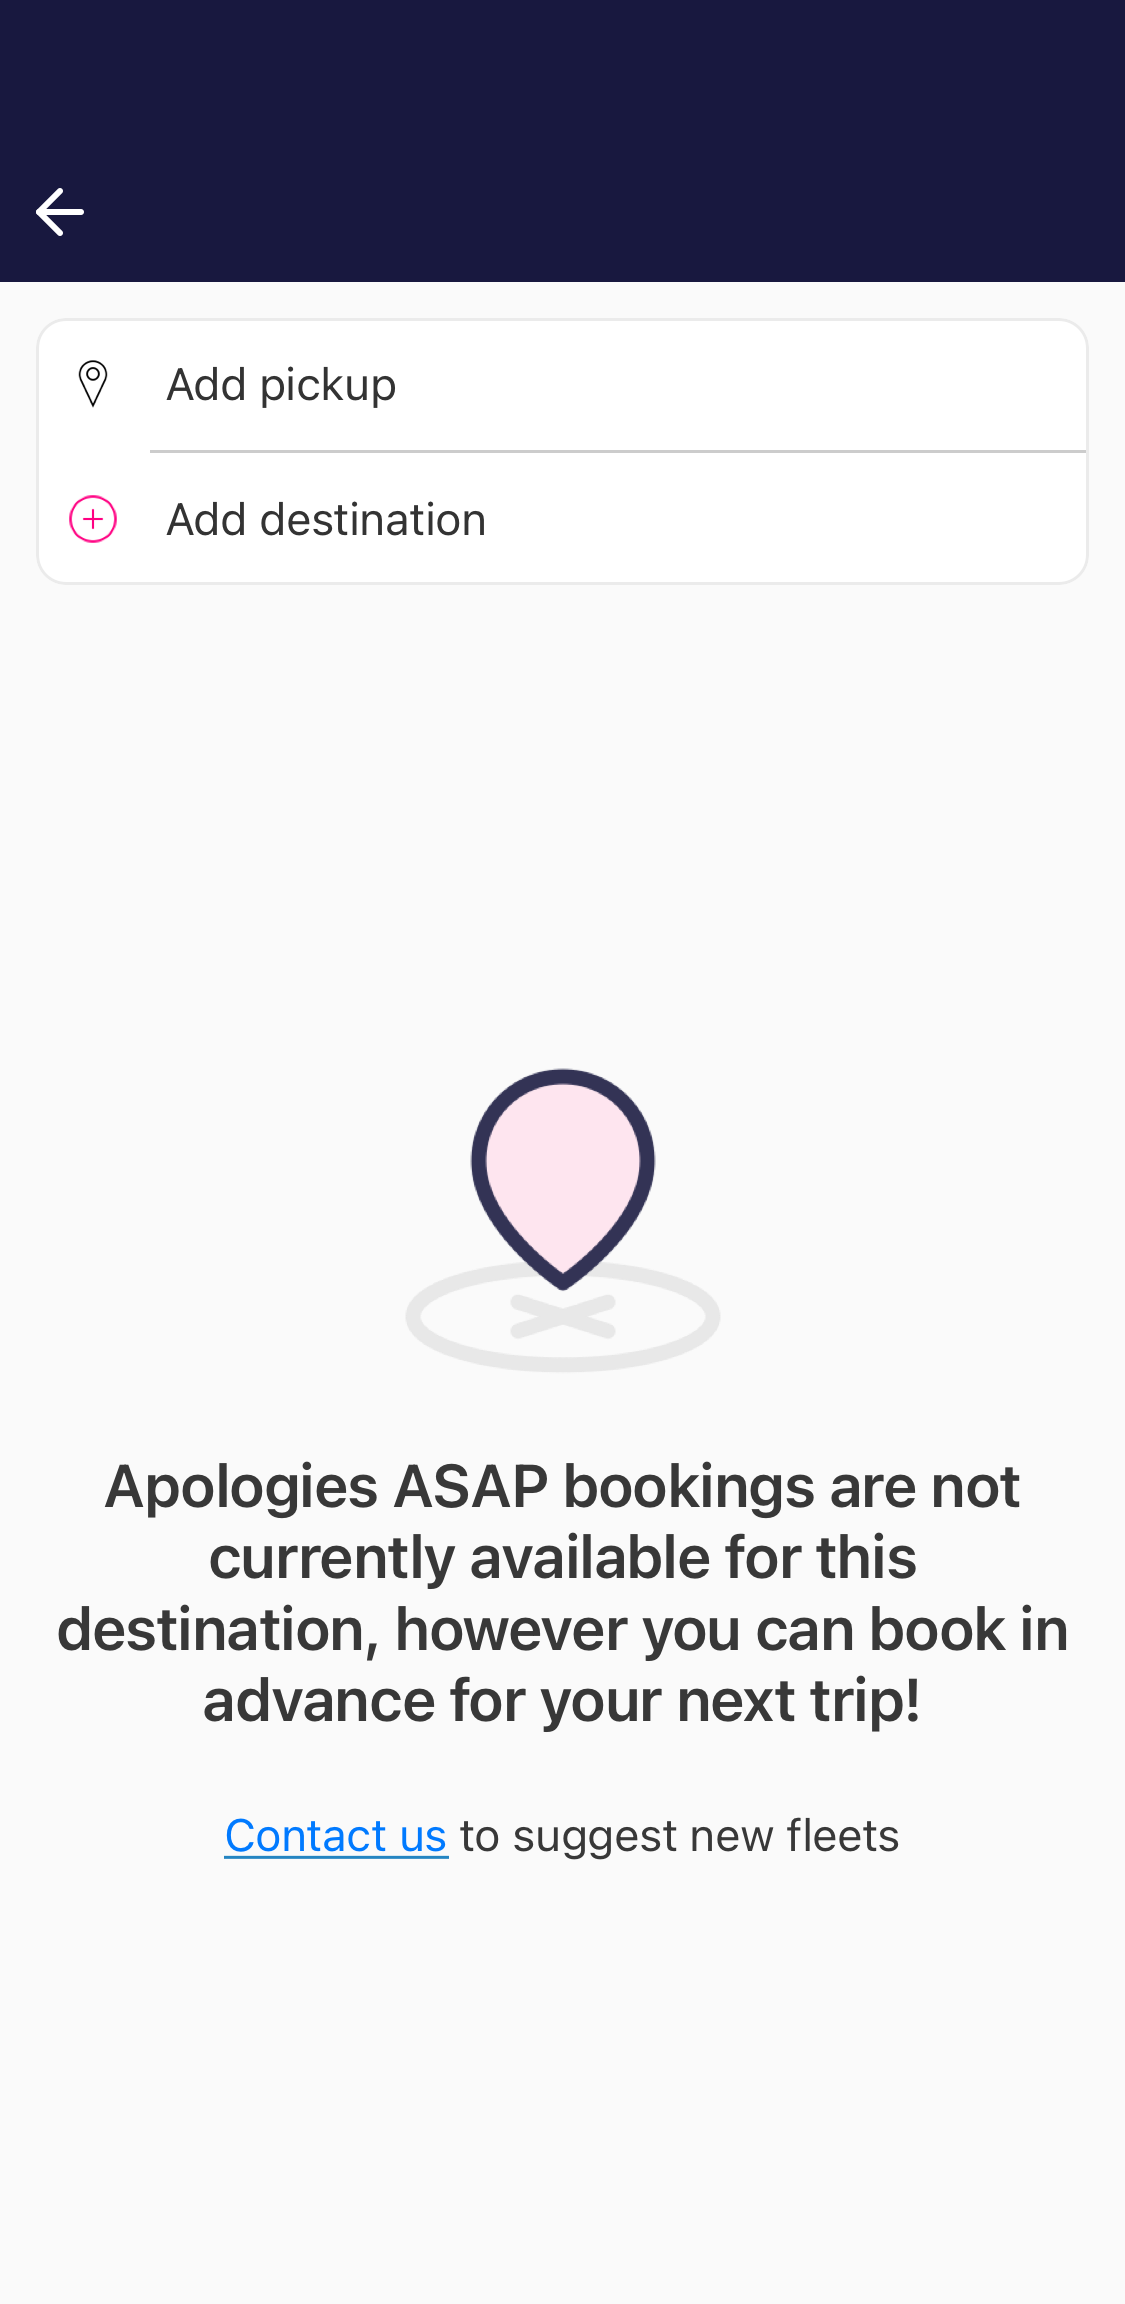 Add pickup
Add destination
Apologies ASAP bookings are not
currently available for this
destination, however you can book in
advance for your next trip!
Contact us to suggest new fleets